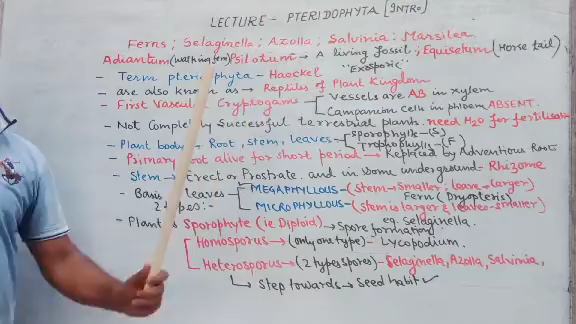 LECTURE - PTERIDOPHYTA [INTRO]
Ferns ; Selaginella ; Azolla ; Salvinia ; Marsilea
Adiantum (walking fern) Psilotum → A living fossil, Equisetum (Horse tail),
- Term pteridophyta - Haeckel "Exosporic"
- are also known as → Reptiles of Plant Kingdom
- First Vascular Cryptogams - Vessels are AB in xylem
Campanion cells in phloem ABSENT.
- Not Completly Successful terrestrial plants. need H2O for fertilisation
- Plant body - Root, stem, leaves - Sporophylls - (S)
Trophophylls - (F)
- Primary root alive for short period → Replaced by Adventious Root
- Stem → Erect or Prostrate and in some underground - Rhizome
- Basis leaves - MEGAPHYLLOUS - (stem → smaller; leave → larger)
2 types:- Fern (Dryopteris)
MICROPHYLLOUS - (stem is larger & leaves - smaller)
eg. Selaginella.
- Plant is Sporophyte (ie Diploid) → Spore formation
Homosporus → (only one type) - Lycopodium.
Heterosporus → (2 types spores) - Selaginella, Azolla, Salvinia,
→ Step towards → Seed habit ✓